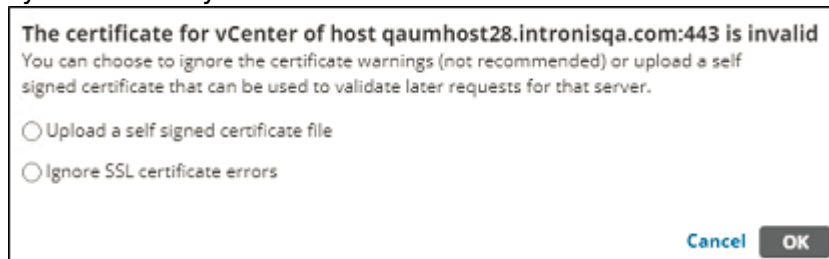 The certificate for vCenter of host qaumhost28.intronisqa.com:443 is invalid
You can choose to ignore the certificate warnings (not recommended) or upload a self
signed certificate that can be used to validate later requests for that server.
Upload a self signed certificate file
Ignore SSL certificate errors
Cancel OK